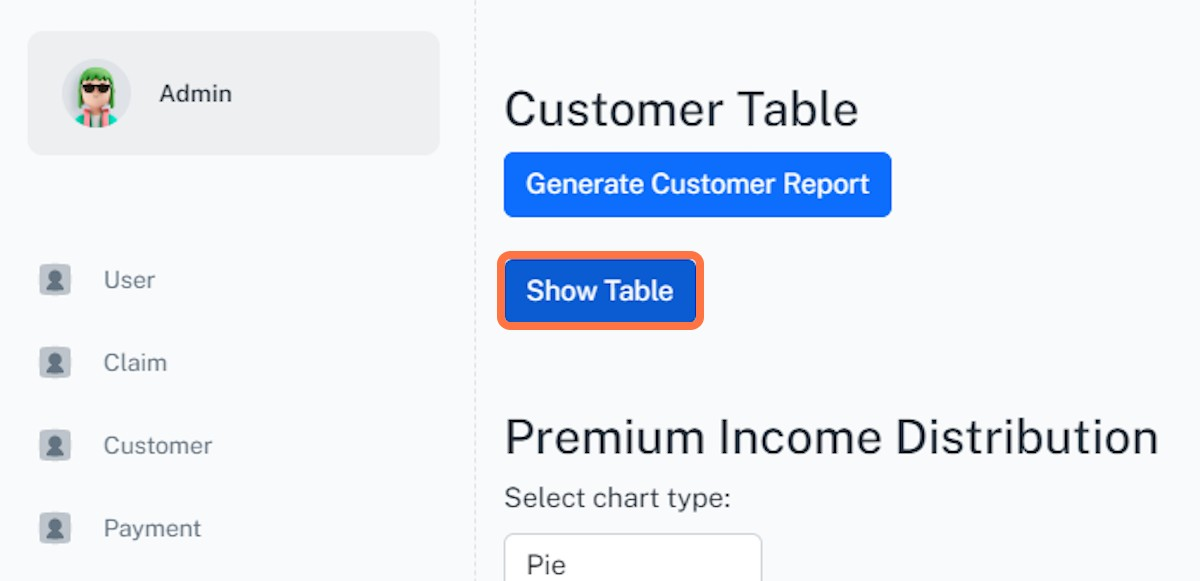 Admin
User
Claim
Customer
Payment
Customer Table
Generate Customer Report
Show Table
Premium Income Distribution
Select chart type:
Pie